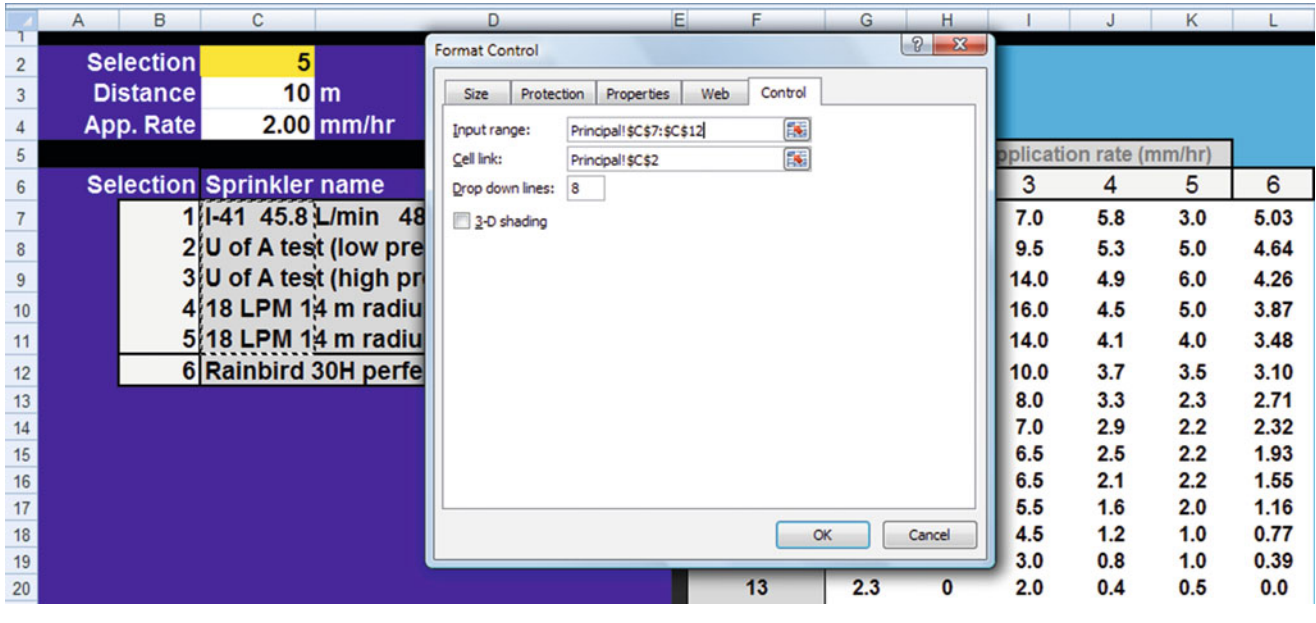 A B C D E F G H I J K L
1
2 Selection 5
3 Distance 10 m
4 App. Rate 2.00 mm/hr
5 pplication rate (mm/hr)
6 Selection Sprinkler name 3 4 5 6
7 1 I-41 45.8 L/min 48 7.0 5.8 3.0 5.03
8 2 U of A test (low pre 9.5 5.3 5.0 4.64
9 3 U of A test (high pr 14.0 4.9 6.0 4.26
10 4 18 LPM 14 m radiu 16.0 4.5 5.0 3.87
11 5 18 LPM 14 m radiu 14.0 4.1 4.0 3.48
12 6 Rainbird 30H perfe 10.0 3.7 3.5 3.10
13 8.0 3.3 2.3 2.71
14 7.0 2.9 2.2 2.32
15 6.5 2.5 2.2 1.93
16 6.5 2.1 2.2 1.55
17 5.5 1.6 2.0 1.16
18 4.5 1.2 1.0 0.77
19 3.0 0.8 1.0 0.39
20 13 2.3 0 2.0 0.4 0.5 0.0
Format Control
Size Protection Properties Web Control
Input range: Principal!$C$7:$C$12
Cell link: Principal!$C$2
Drop down lines: 8
3-D shading
OK Cancel